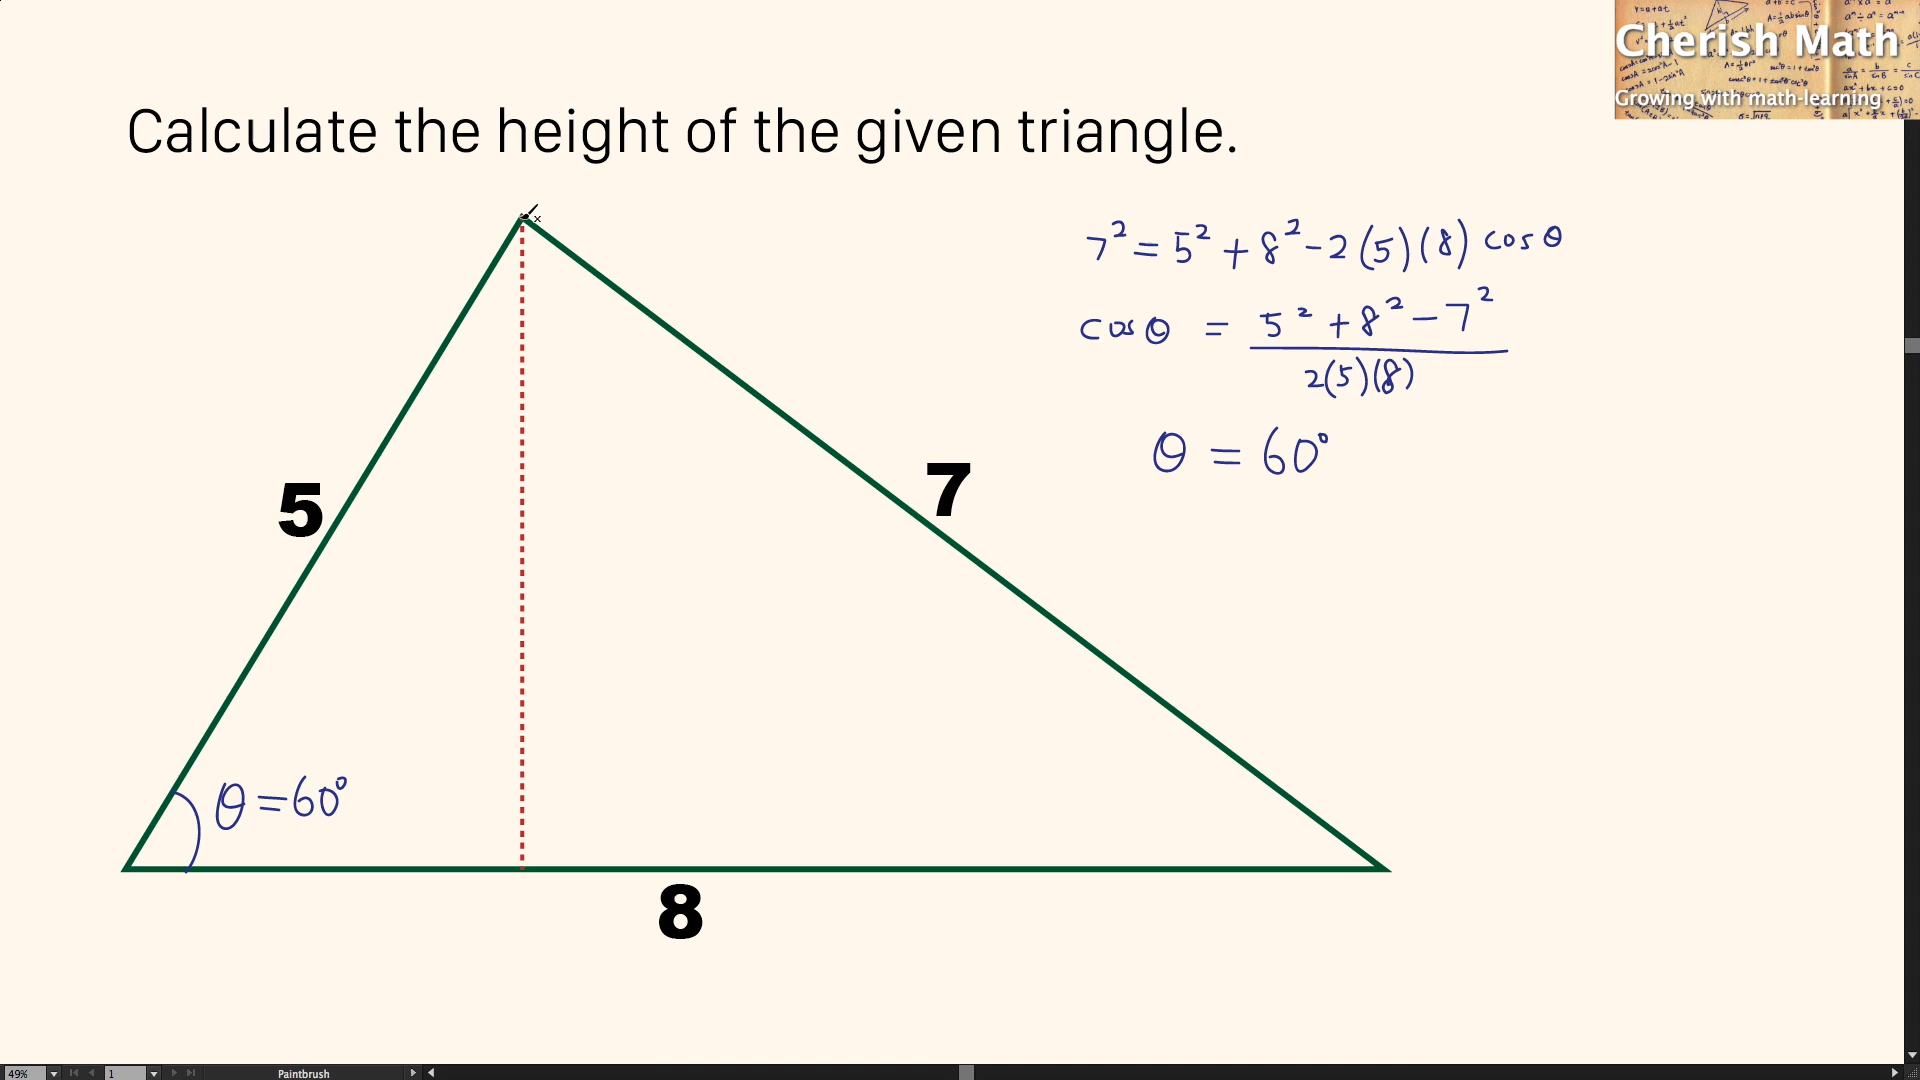 Cherish Math
Growing with math-learning
Calculate the height of the given triangle.
7² = 5² + 8² - 2(5)(8) cos θ
cos θ = 5² + 8² - 7² / 2(5)(8)
θ = 60°
5
7
θ = 60°
8
49%
1
Paintbrush